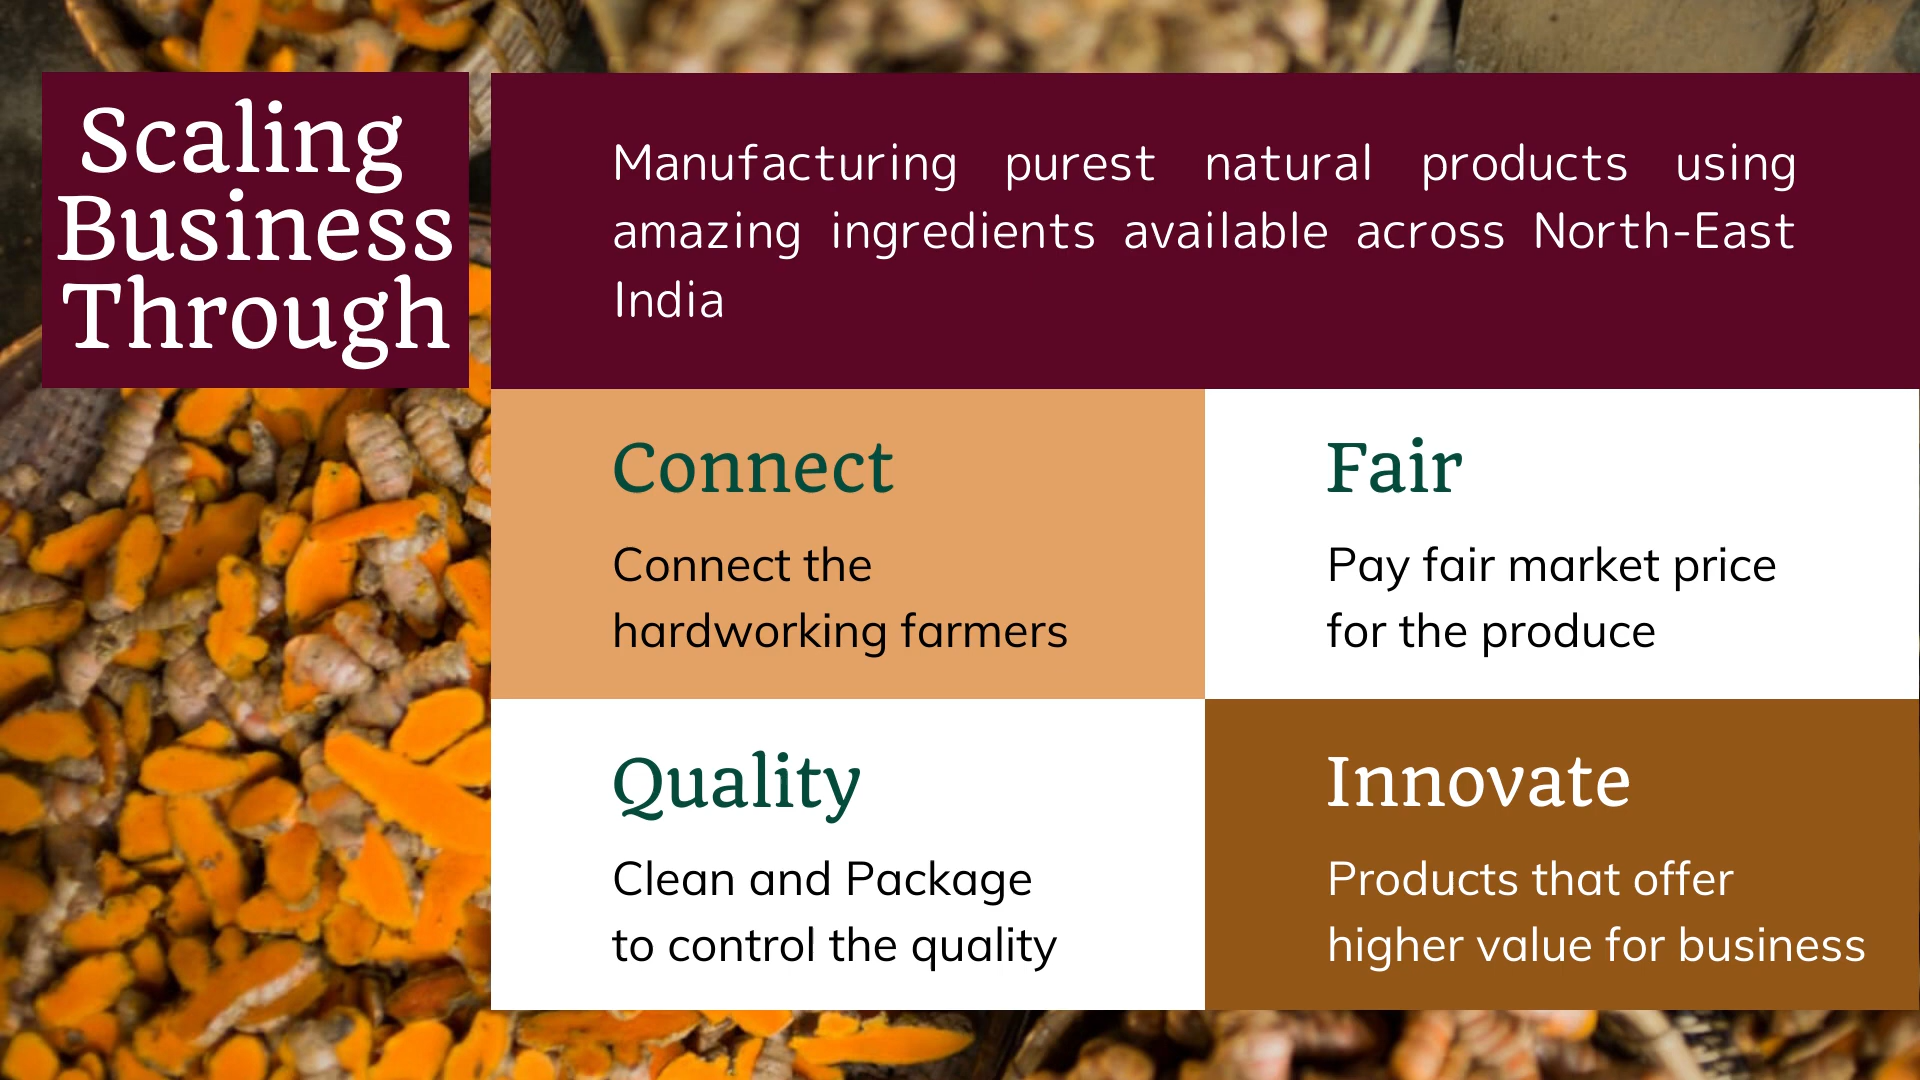 Scaling
Business
Through
Manufacturing purest natural products using
amazing ingredients available across North-East
India
Connect
Connect the
hardworking farmers
Fair
Pay fair market price
for the produce
Quality
Clean and Package
to control the quality
Innovate
Products that offer
higher value for business